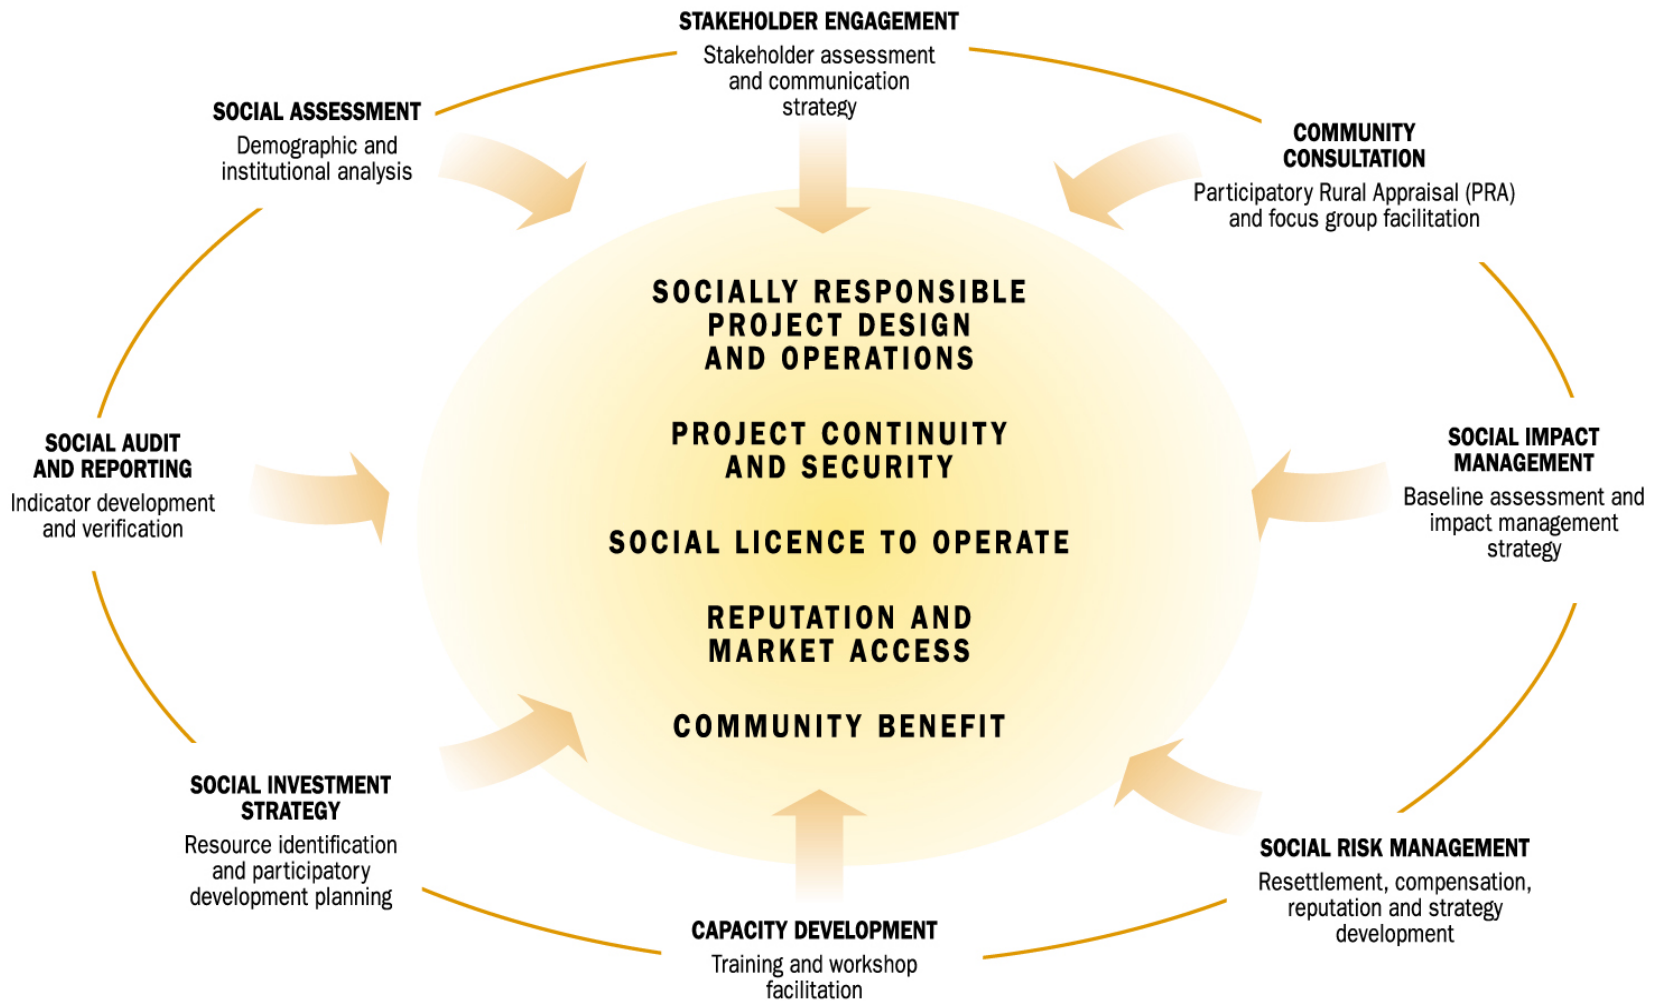 STAKEHOLDER ENGAGEMENT
Stakeholder assessment
and communication
strategy
COMMUNITY
CONSULTATION
Participatory Rural Appraisal (PRA)
and focus group facilitation
SOCIAL IMPACT
MANAGEMENT
Baseline assessment and
impact management
strategy
SOCIAL RISK MANAGEMENT
Resettlement, compensation,
reputation and strategy
development
CAPACITY DEVELOPMENT
Training and workshop
facilitation
SOCIAL INVESTMENT
STRATEGY
Resource identification
and participatory
development planning
SOCIAL AUDIT
AND REPORTING
Indicator development
and verification
SOCIAL ASSESSMENT
Demographic and
institutional analysis
SOCIALLY RESPONSIBLE
PROJECT DESIGN
AND OPERATIONS
PROJECT CONTINUITY
AND SECURITY
SOCIAL LICENCE TO OPERATE
REPUTATION AND
MARKET ACCESS
COMMUNITY BENEFIT